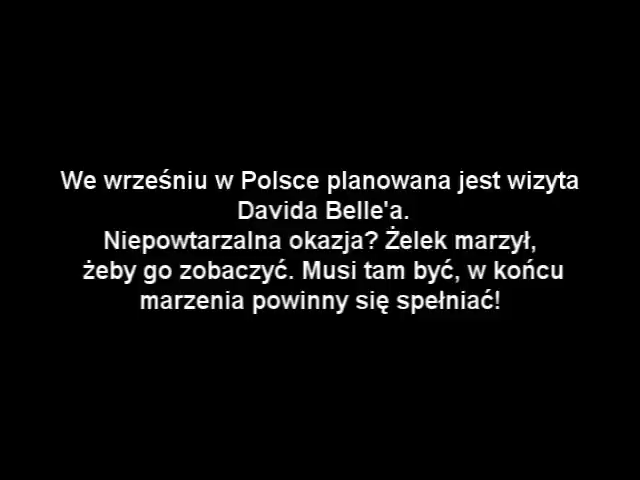 We wrześniu w Polsce planowana jest wizyta
Davida Belle'a.
Niepowtarzalna okazja? Żelek marzył,
żeby go zobaczyć. Musi tam być, w końcu
marzenia powinny się spełniać!